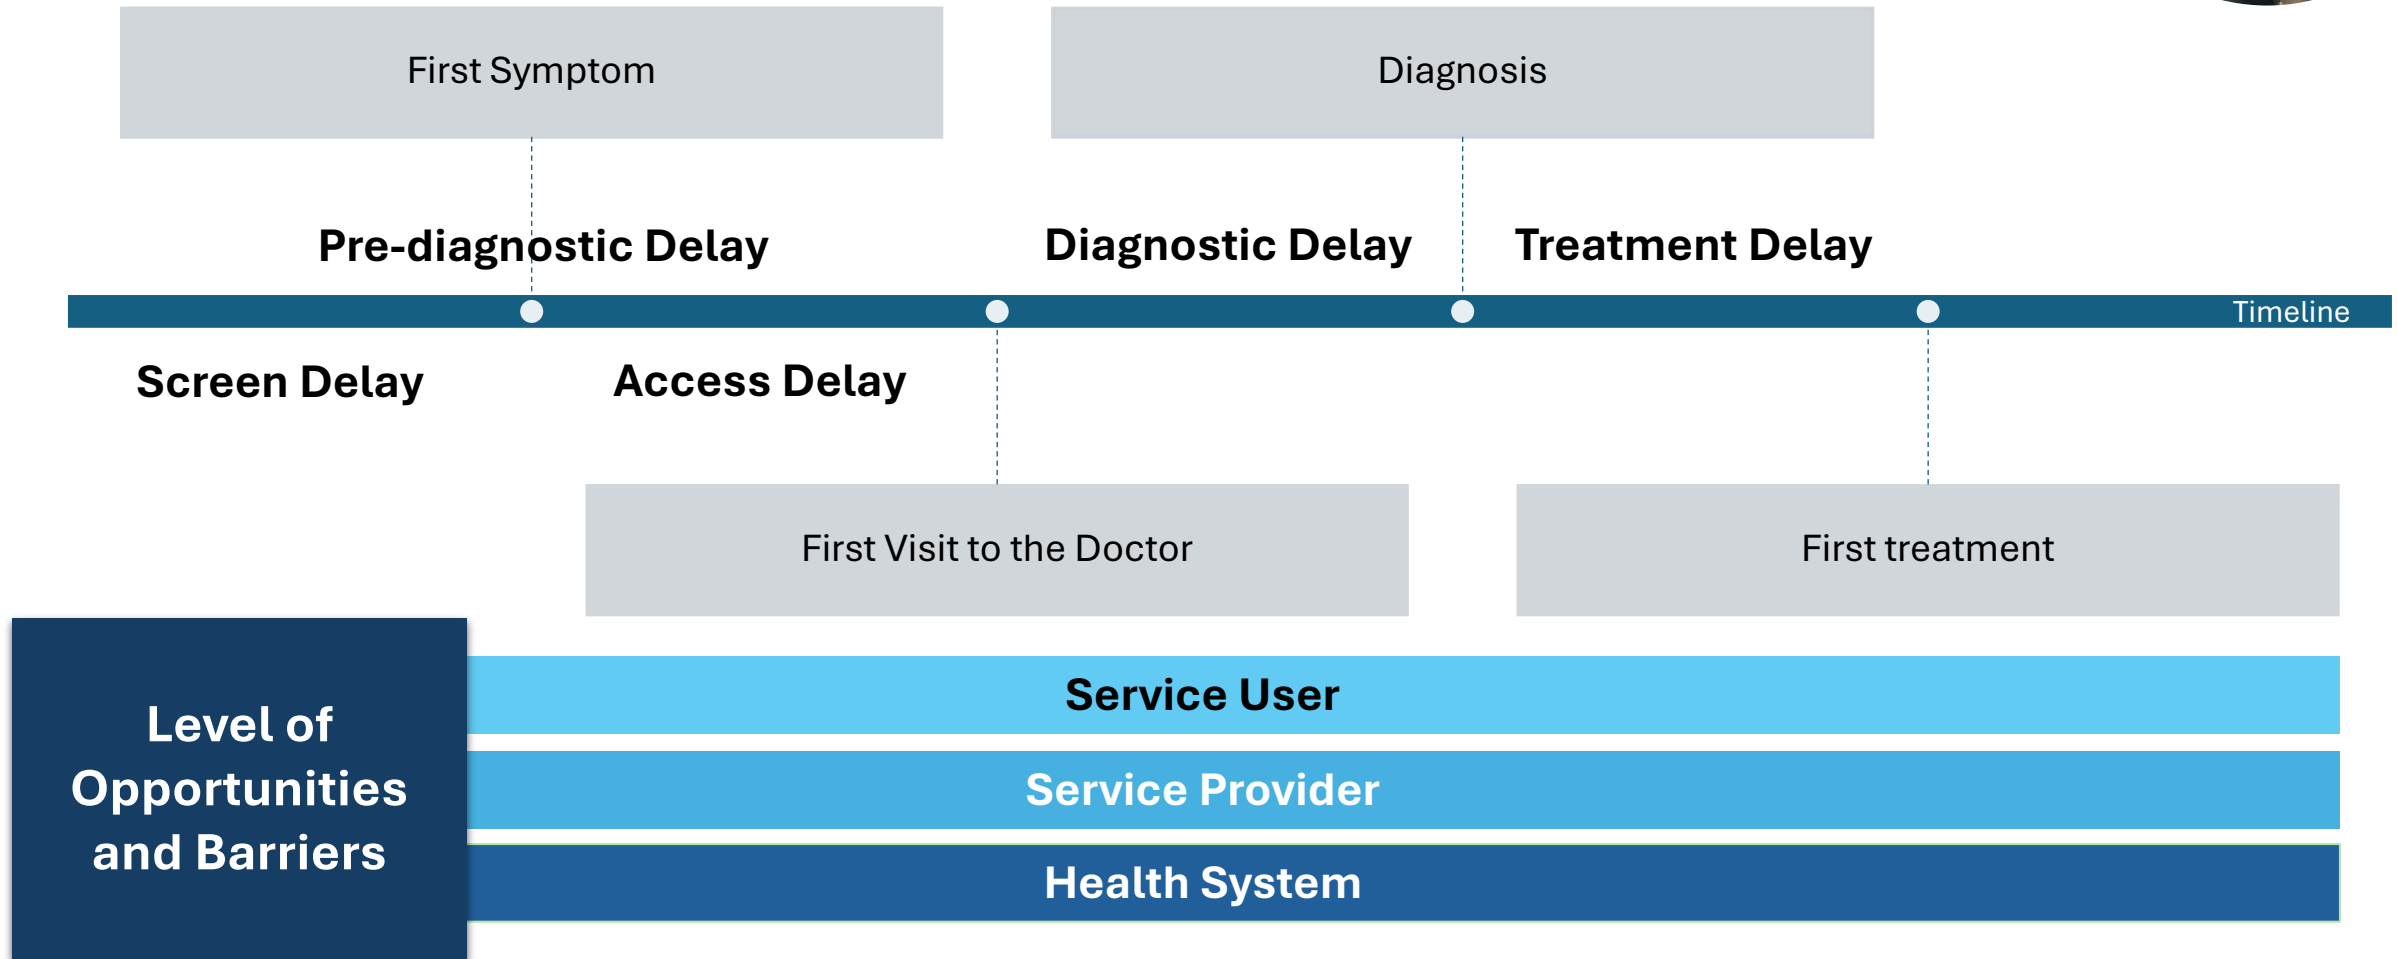 First Symptom
Diagnosis
Pre-diagnostic Delay
Diagnostic Delay
Treatment Delay
Timeline
Screen Delay
Access Delay
First Visit to the Doctor
First treatment
Level of
Opportunities
and Barriers
Service User
Service Provider
Health System